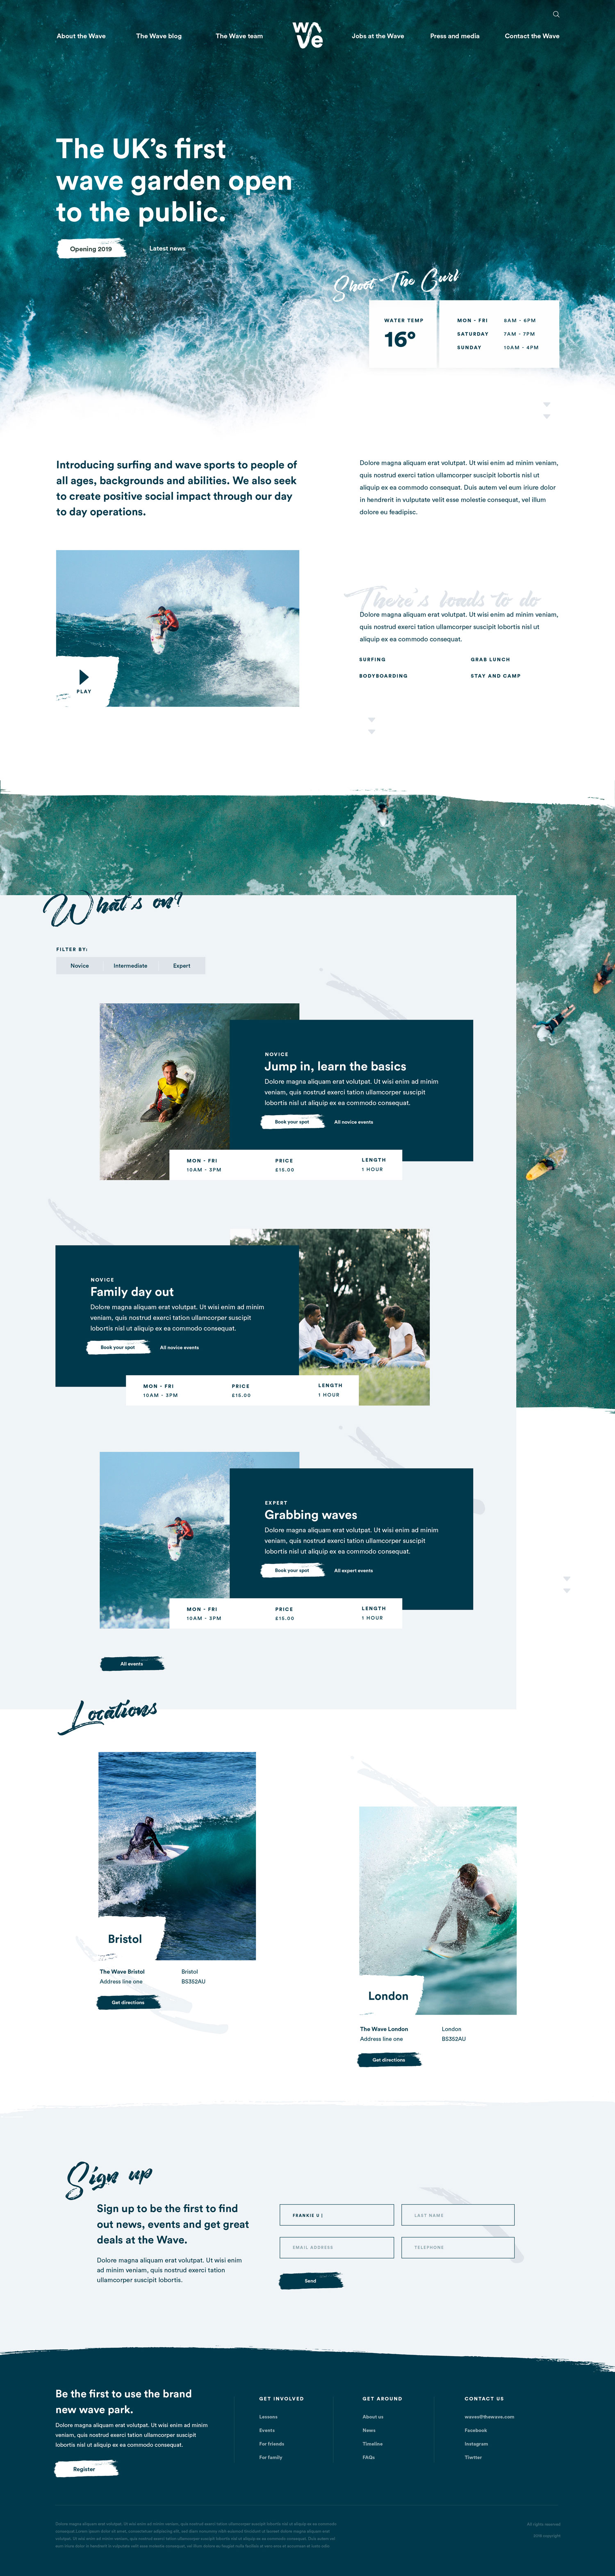 About the Wave
The Wave blog
The Wave team
wave
Jobs at the Wave
Press and media
Contact the Wave
The UK's first
wave garden open
to the public.
Opening 2019
Latest news
Shoot The Curl
WATER TEMP
16°
MON - FRI 8AM - 6PM
SATURDAY 7AM - 7PM
SUNDAY 10AM - 4PM
Introducing surfing and wave sports to people of
all ages, backgrounds and abilities. We also seek
to create positive social impact through our day
to day operations.
Dolore magna aliquam erat volutpat. Ut wisi enim ad minim veniam,
quis nostrud exerci tation ullamcorper suscipit lobortis nisl ut
aliquip ex ea commodo consequat. Duis autem vel eum iriure dolor
in hendrerit in vulputate velit esse molestie consequat, vel illum
dolore eu feadipisc.
PLAY
There's loads to do
Dolore magna aliquam erat volutpat. Ut wisi enim ad minim veniam,
quis nostrud exerci tation ullamcorper suscipit lobortis nisl ut
aliquip ex ea commodo consequat.
SURFING
GRAB LUNCH
BODYBOARDING
STAY AND CAMP
What's on?
FILTER BY:
Novice
Intermediate
Expert
NOVICE
Jump in, learn the basics
Dolore magna aliquam erat volutpat. Ut wisi enim ad minim
veniam, quis nostrud exerci tation ullamcorper suscipit
lobortis nisl ut aliquip ex ea commodo consequat.
Book your spot
All novice events
MON - FRI
PRICE
LENGTH
10AM - 3PM
£15.00
1 HOUR
NOVICE
Family day out
Dolore magna aliquam erat volutpat. Ut wisi enim ad minim
veniam, quis nostrud exerci tation ullamcorper suscipit
lobortis nisl ut aliquip ex ea commodo consequat.
Book your spot
All novice events
MON - FRI
PRICE
LENGTH
10AM - 3PM
£15.00
1 HOUR
EXPERT
Grabbing waves
Dolore magna aliquam erat volutpat. Ut wisi enim ad minim
veniam, quis nostrud exerci tation ullamcorper suscipit
lobortis nisl ut aliquip ex ea commodo consequat.
Book your spot
All expert events
MON - FRI
PRICE
LENGTH
10AM - 3PM
£15.00
1 HOUR
All events
Locations
Bristol
The Wave Bristol
Bristol
Address line one
BS352AU
Get directions
London
The Wave London
London
Address line one
BS352AU
Get directions
Sign up
Sign up to be the first to find
out news, events and get great
deals at the Wave.
Dolore magna aliquam erat volutpat. Ut wisi enim
ad minim veniam, quis nostrud exerci tation
ullamcorper suscipit lobortis.
FRANKIE U |
LAST NAME
EMAIL ADDRESS
TELEPHONE
Send
Be the first to use the brand
new wave park.
Dolore magna aliquam erat volutpat. Ut wisi enim ad minim
veniam, quis nostrud exerci tation ullamcorper suscipit
lobortis nisl ut aliquip ex ea commodo consequat.
Register
GET INVOLVED
Lessons
Events
For friends
For family
GET AROUND
About us
News
Timeline
FAQs
CONTACT US
waves@thewave.com
Facebook
Instagram
Tiwtter
All rights reserved